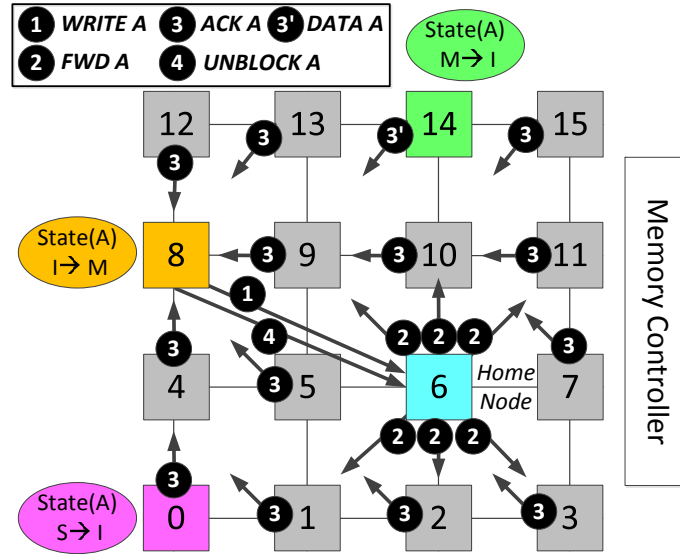 1 WRITE A 3 ACK A 3' DATA A
2 FWD A 4 UNBLOCK A
State(A)
M→ I
12 13 14 15
3 3 3' 3
State(A)
I→ M
8 9 10 11
3 3 3
1
4
2 2 2
3 3 3
4 5 6 7
Home
Node
2 2 2
State(A)
S→ I
3 3 3 3
0 1 2 3
Memory Controller